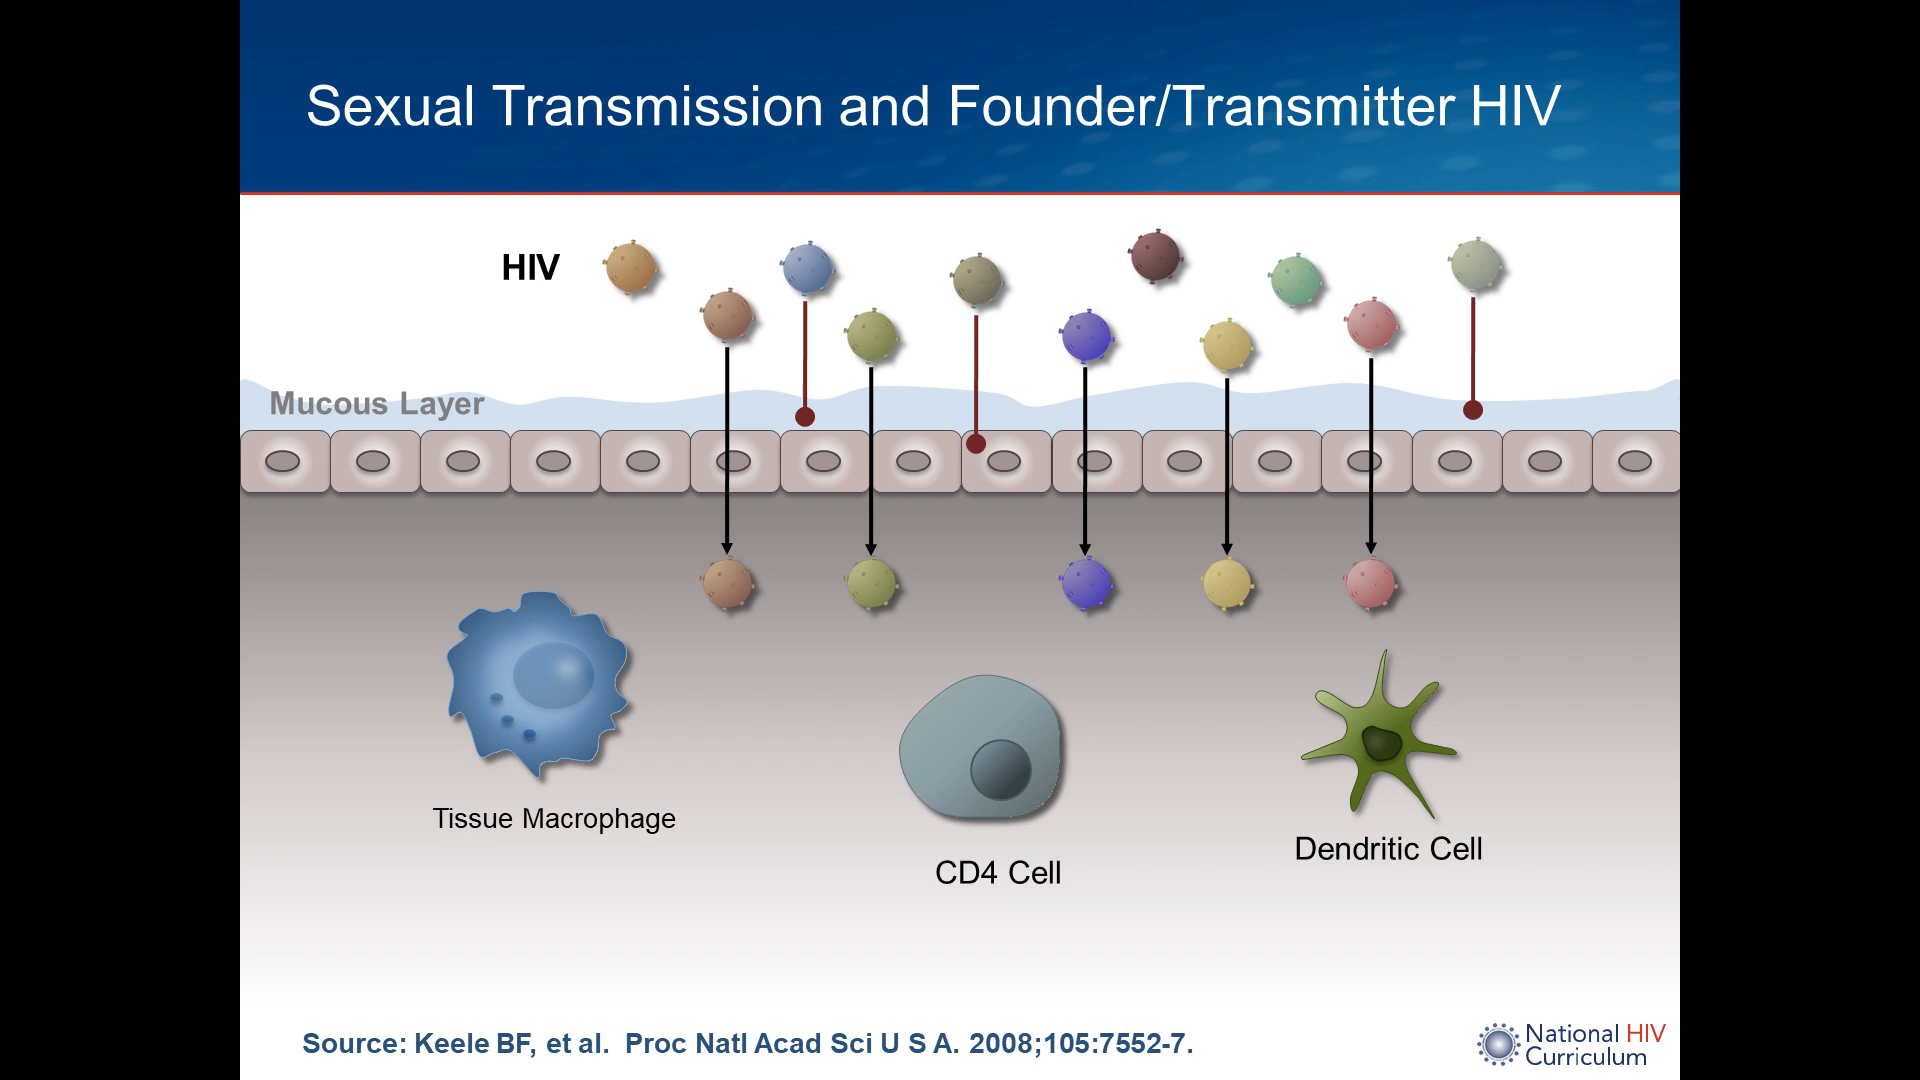 Sexual Transmission and Founder/Transmitter HIV
HIV
Mucous Layer
Tissue Macrophage
CD4 Cell
Dendritic Cell
Source: Keele BF, et al.  Proc Natl Acad Sci U S A. 2008;105:7552-7.
National HIV
Curriculum